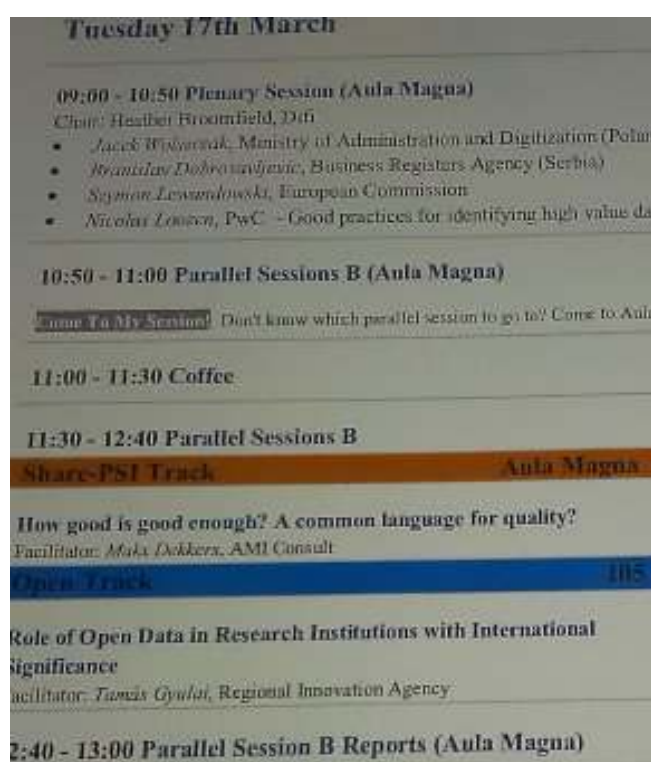 Tuesday 17th March
09:00 - 10:50 Plenary Session (Aula Magna)
Chair: Heather Broomfield, Difi
• Jacek Wolszczak, Ministry of Administration and Digitization (Polan
• Branislav Dobrosavljevic, Business Registers Agency (Serbia)
• Szymon Lewandowski, European Commission
• Nicolas Loozen, PwC - Good practices for identifying high value da
10:50 - 11:00 Parallel Sessions B (Aula Magna)
Come To My Session! Don't know which parallel session to go to? Come to Aula
11:00 - 11:30 Coffee
11:30 - 12:40 Parallel Sessions B
Share-PSI Track Aula Magna
How good is good enough? A common language for quality?
Facilitator: Makx Dekkers, AMI Consult
Open Track 105
Role of Open Data in Research Institutions with International
Significance
acilitator: Tamás Gyulai, Regional Innovation Agency
2:40 - 13:00 Parallel Session B Reports (Aula Magna)